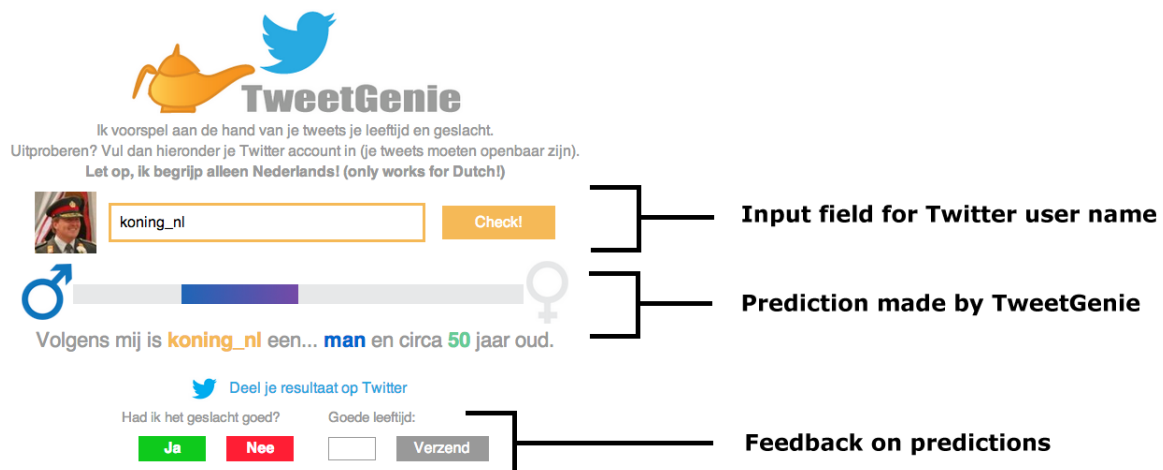 TweetGenie
Ik voorspel aan de hand van je tweets je leeftijd en geslacht.
Uitproberen? Vul dan hieronder je Twitter account in (je tweets moeten openbaar zijn).
Let op, ik begrijp alleen Nederlands! (only works for Dutch!)
koning_nl
Check!
Input field for Twitter user name
Prediction made by TweetGenie
Volgens mij is koning_nl een... man en circa 50 jaar oud.
Deel je resultaat op Twitter
Had ik het geslacht goed?
Goede leeftijd:
Ja
Nee
Verzend
Feedback on predictions